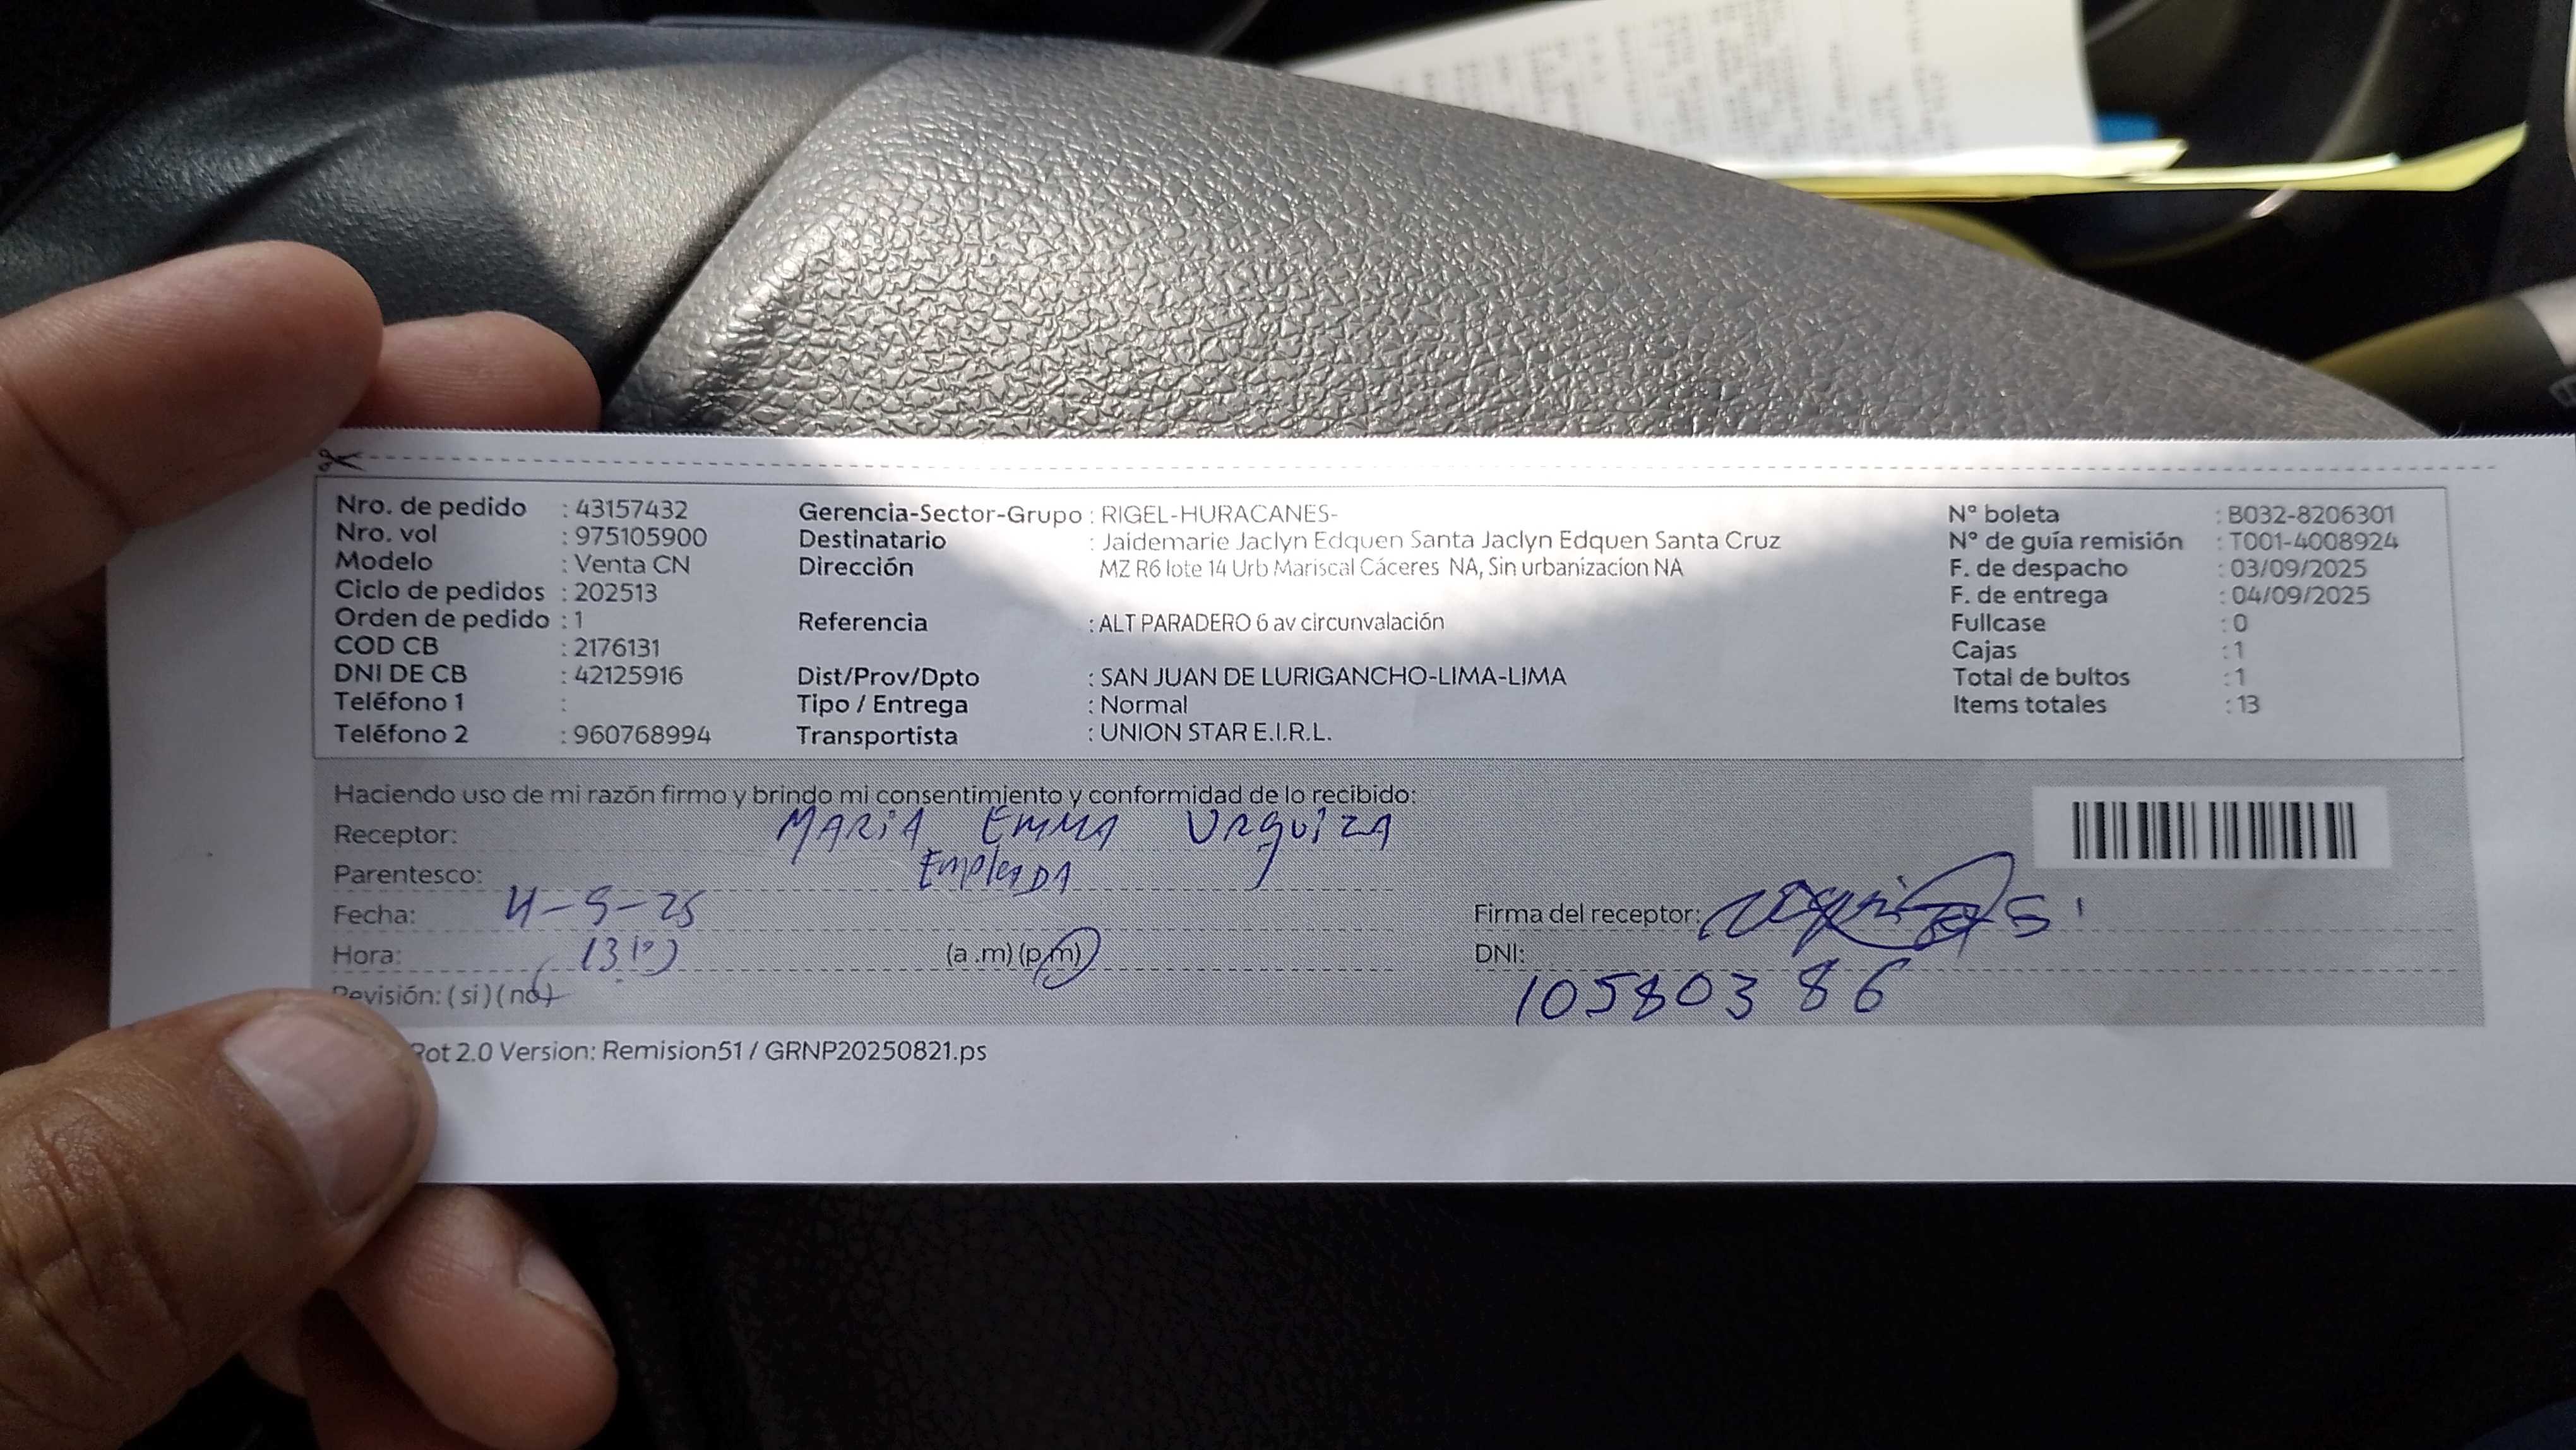 Nro. de pedido : 43157432
Nro. vol : 975105900
Modelo : Venta CN
Ciclo de pedidos : 202513
Orden de pedido : 1
COD CB : 2176131
DNI DE CB : 42125916
Teléfono 1 :
Teléfono 2 : 960768994
Gerencia-Sector-Grupo : RIGEL-HURACANES-
Destinatario : Jaidemarie Jaclyn Edquen Santa Jaclyn Edquen Santa Cruz
Dirección MZ R6 lote 14 Urb Mariscal Cáceres NA, Sin urbanizacion NA
Referencia : ALT PARADERO 6 av circunvalación
Dist/Prov/Dpto : SAN JUAN DE LURIGANCHO-LIMA-LIMA
Tipo / Entrega : Normal
Transportista : UNION STAR E.I.R.L.
N° boleta : B032-8206301
N° de guía remisión : T001-4008924
F. de despacho : 03/09/2025
F. de entrega : 04/09/2025
Fullcase : 0
Cajas : 1
Total de bultos : 1
Items totales : 13
Haciendo uso de mi razón firmo y brindo mi consentimiento y conformidad de lo recibido:
Receptor: MARIA EMMA URQUIZA
Parentesco: EmpleADA
Fecha: 4-9-25
Hora: (a .m) (p.m)
Revisión: ( si ) ( no)
Firma del receptor:
DNI: 10580386
Rot 2.0 Version: Remision51 / GRNP20250821.ps